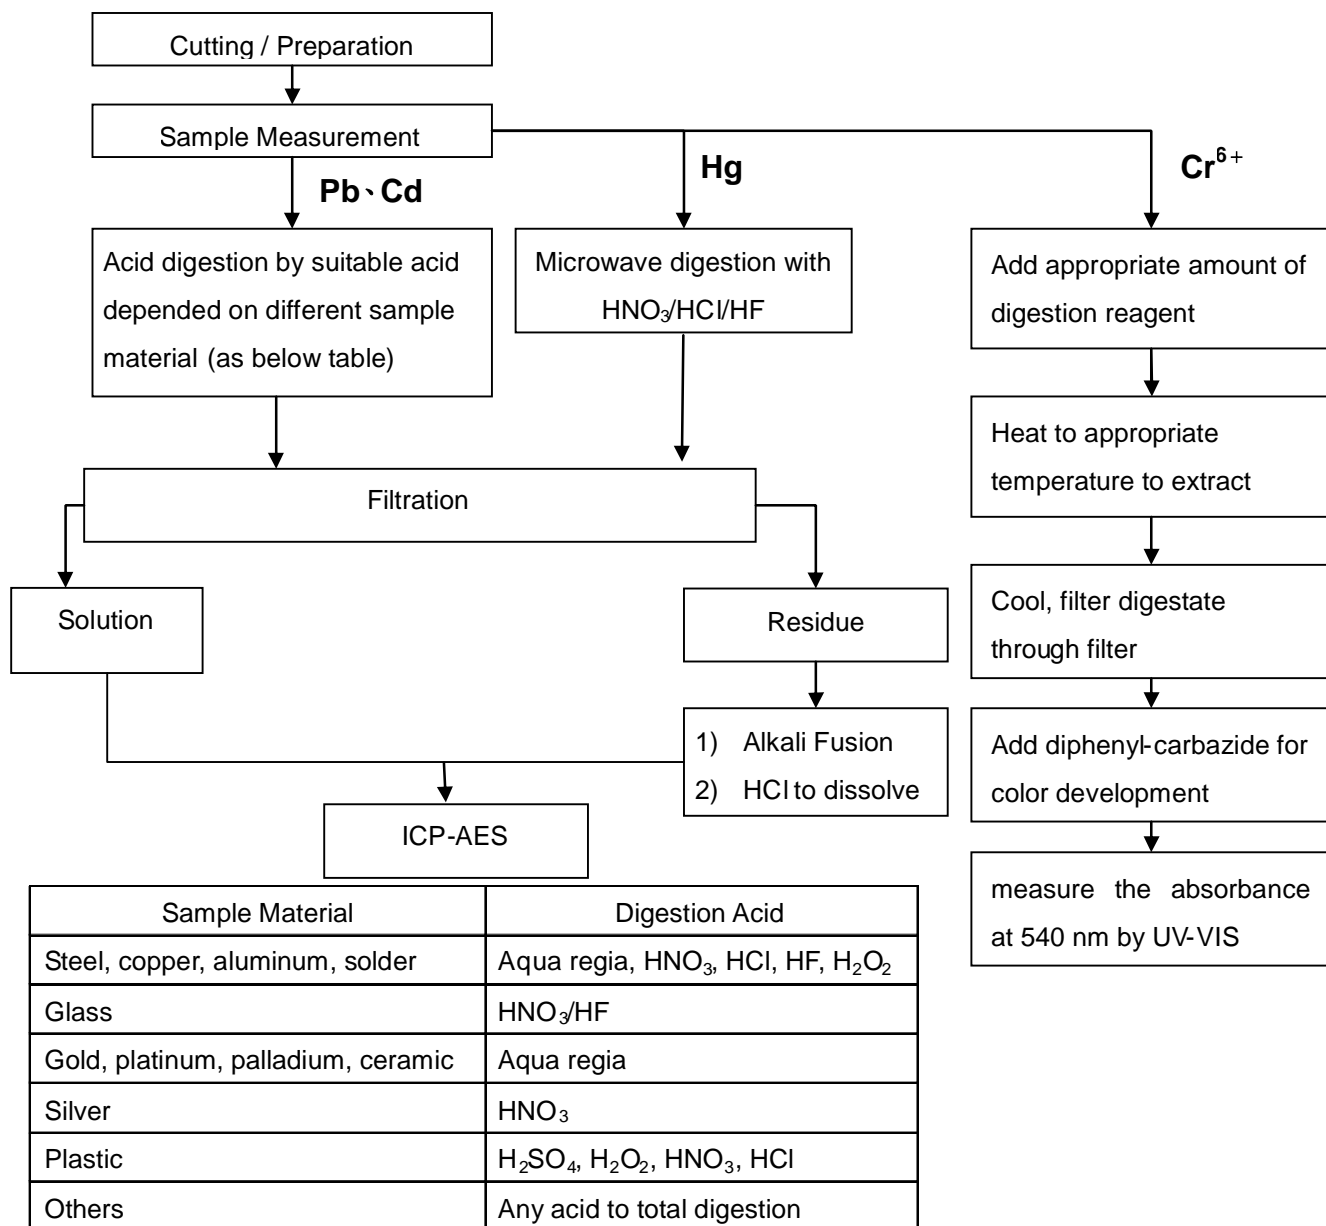 Cutting / Preparation
Sample Measurement
Pb、Cd
Hg
Cr⁶⁺
Acid digestion by suitable acid
depended on different sample
material (as below table)
Microwave digestion with
HNO₃/HCl/HF
Add appropriate amount of
digestion reagent
Heat to appropriate
temperature to extract
Filtration
Solution
Residue
Cool, filter digestate
through filter
1) Alkali Fusion
2) HCl to dissolve
Add diphenyl-carbazide for
color development
ICP-AES
measure the absorbance
at 540 nm by UV-VIS
Sample Material Digestion Acid
Steel, copper, aluminum, solder Aqua regia, HNO₃, HCl, HF, H₂O₂
Glass HNO₃/HF
Gold, platinum, palladium, ceramic Aqua regia
Silver HNO₃
Plastic H₂SO₄, H₂O₂, HNO₃, HCl
Others Any acid to total digestion